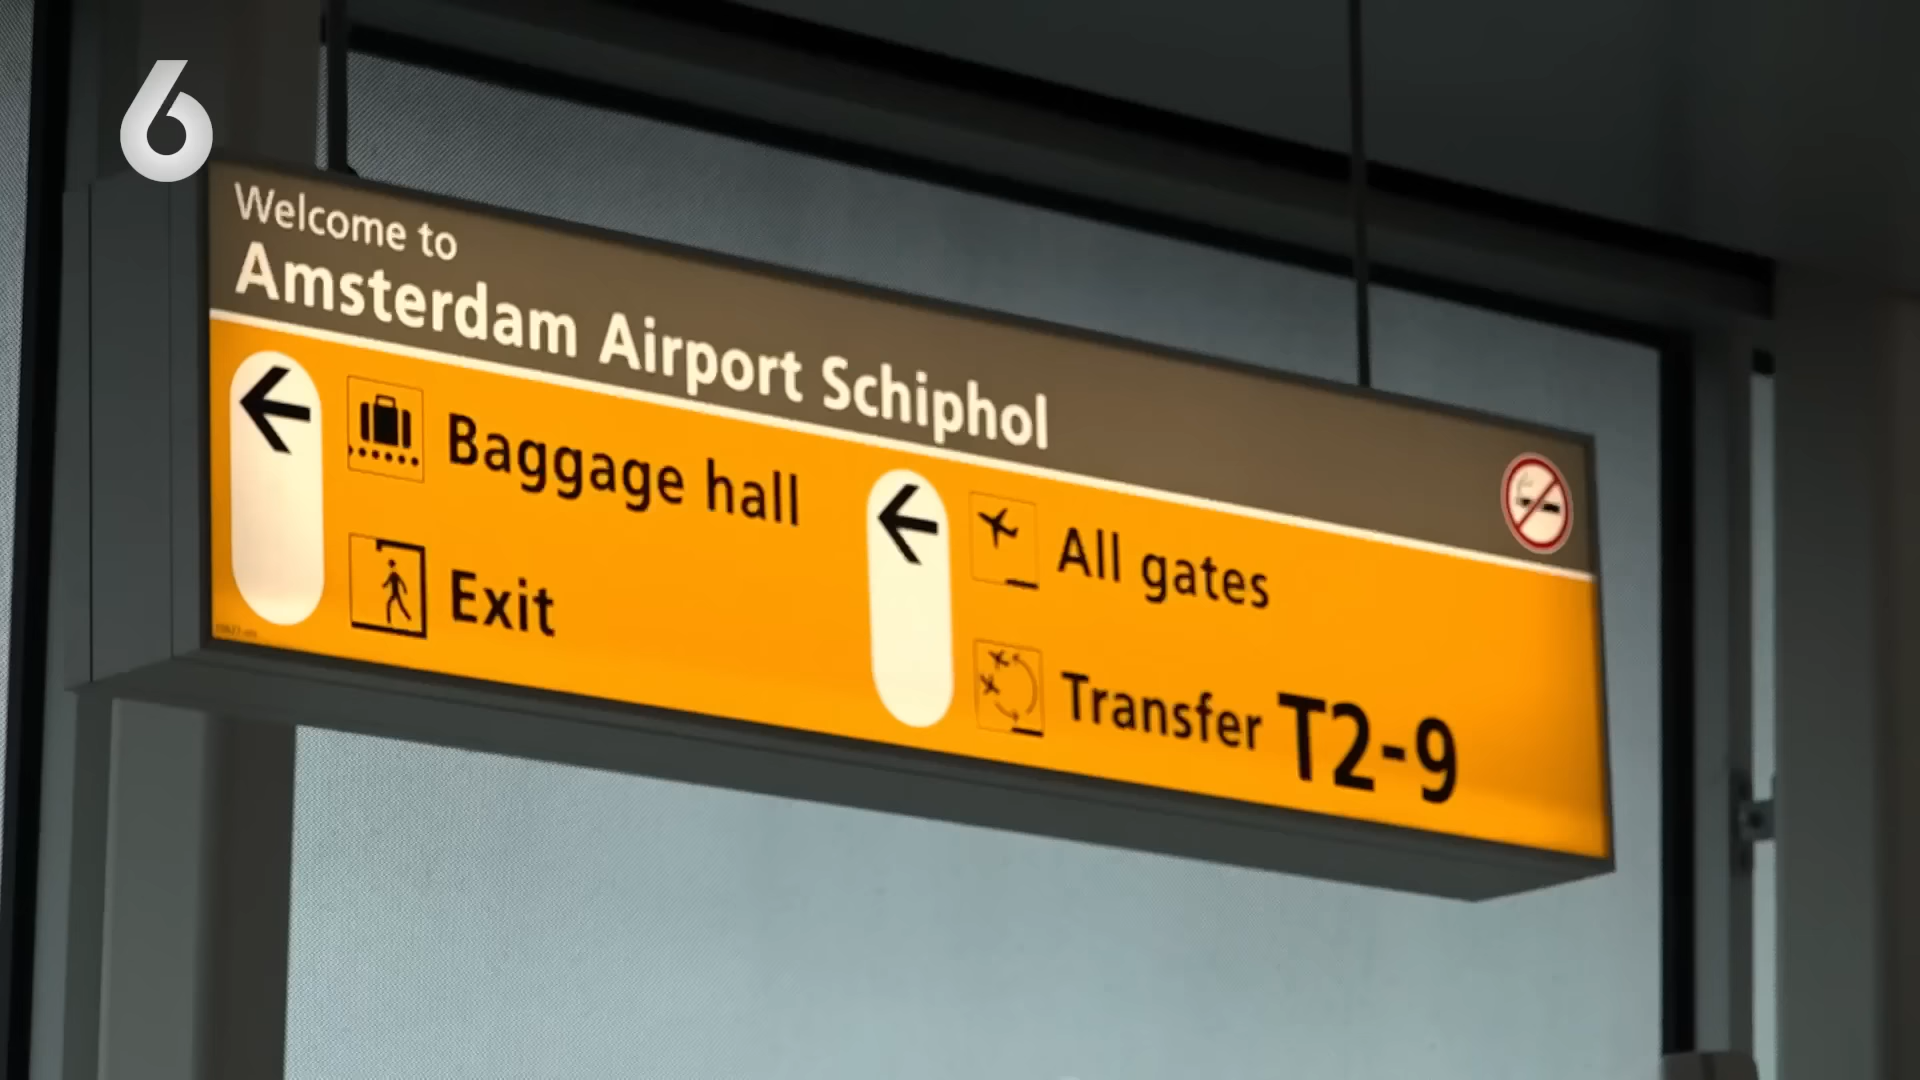 6
Welcome to
Amsterdam Airport Schiphol
Baggage hall
Exit
All gates
Transfer T2-9